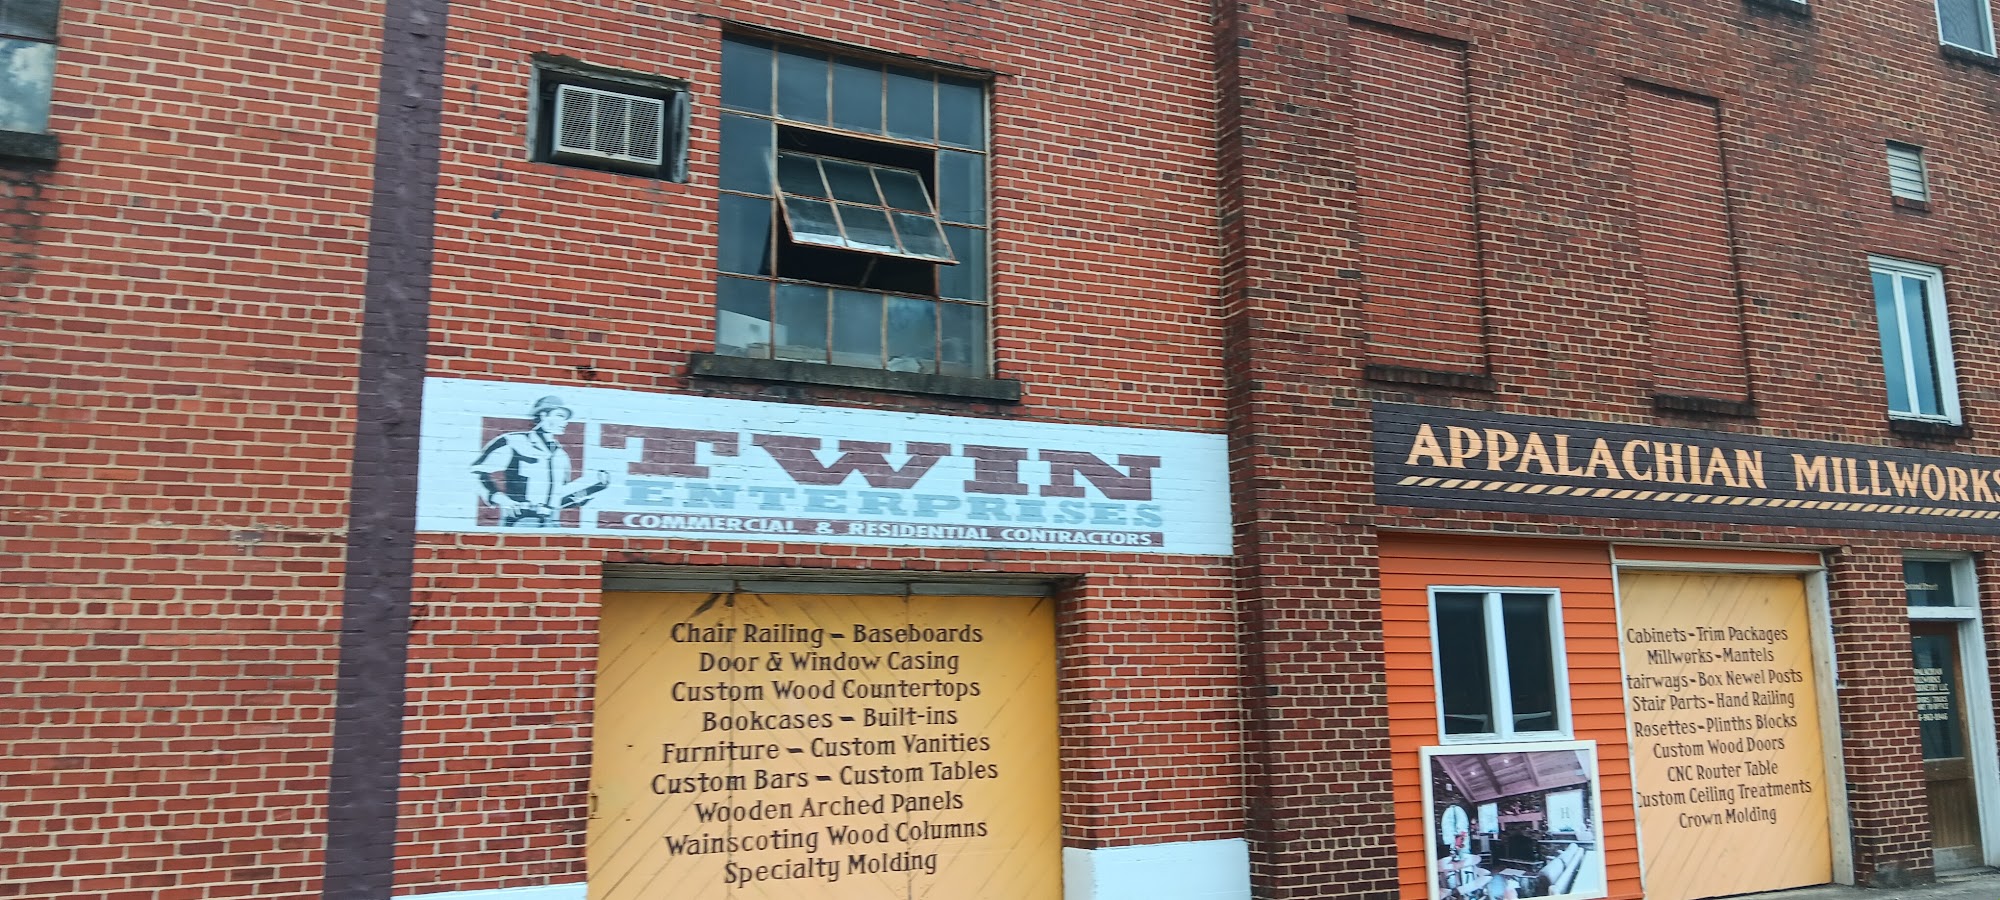 TWIN
ENTERPRISES
COMMERCIAL & RESIDENTIAL CONTRACTORS
Chair Railing – Baseboards
Door & Window Casing
Custom Wood Countertops
Bookcases – Built-ins
Furniture – Custom Vanities
Custom Bars – Custom Tables
Wooden Arched Panels
Wainscoting Wood Columns
Specialty Molding
APPALACHIAN MILLWORKS
Cabinets-Trim Packages
Millworks-Mantels
tairways-Box Newel Posts
Stair Parts-Hand Railing
Rosettes-Plinths Blocks
Custom Wood Doors
CNC Router Table
Custom Ceiling Treatments
Crown Molding
H